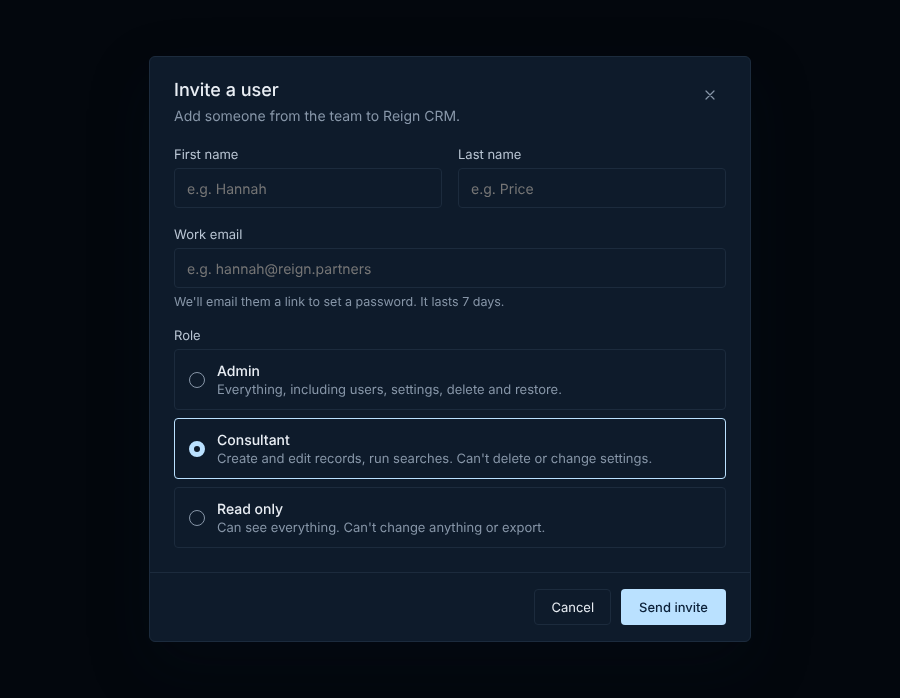 Invite a user
Add someone from the team to Reign CRM.
First name
Last name
e.g. Hannah
e.g. Price
Work email
e.g. hannah@reign.partners
We'll email them a link to set a password. It lasts 7 days.
Role
Admin
Everything, including users, settings, delete and restore.
Consultant
Create and edit records, run searches. Can't delete or change settings.
Read only
Can see everything. Can't change anything or export.
Cancel
Send invite